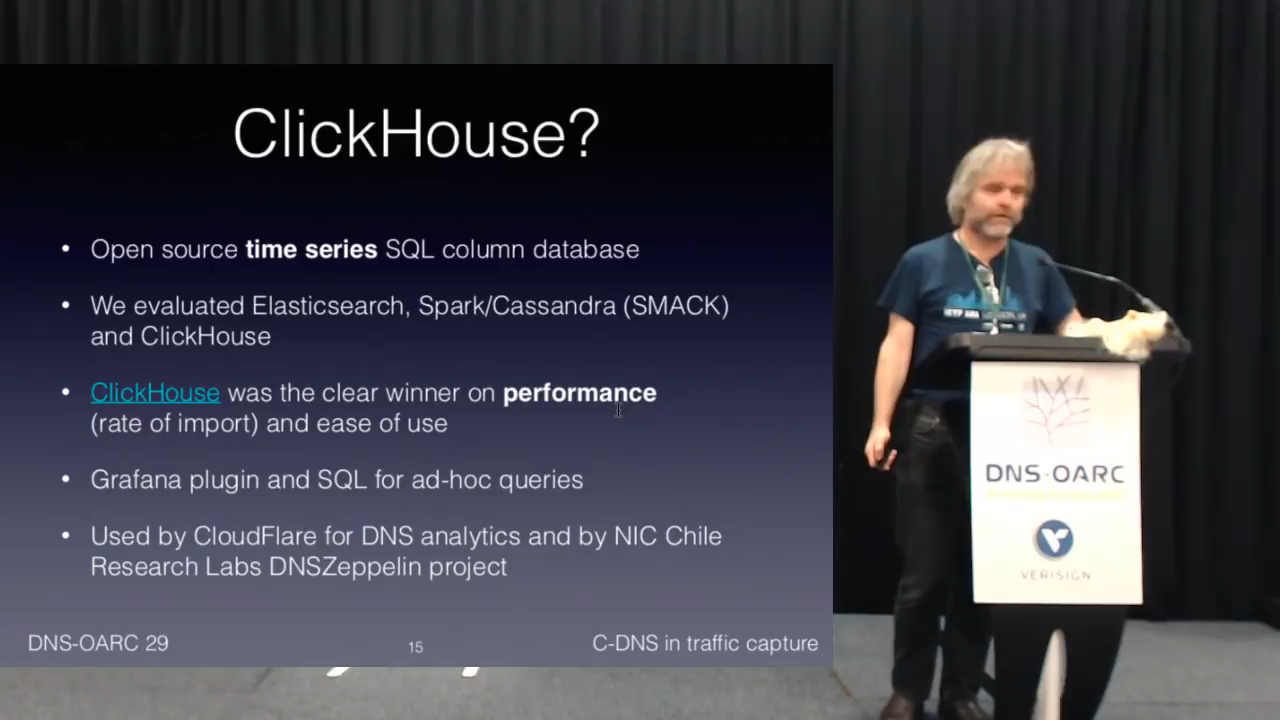 ClickHouse?
• Open source time series SQL column database
• We evaluated Elasticsearch, Spark/Cassandra (SMACK)
and ClickHouse
• ClickHouse was the clear winner on performance
(rate of import) and ease of use
• Grafana plugin and SQL for ad-hoc queries
• Used by CloudFlare for DNS analytics and by NIC Chile
Research Labs DNSZeppelin project
DNS-OARC 29
15
C-DNS in traffic capture
DNS-OARC
VERISIGN